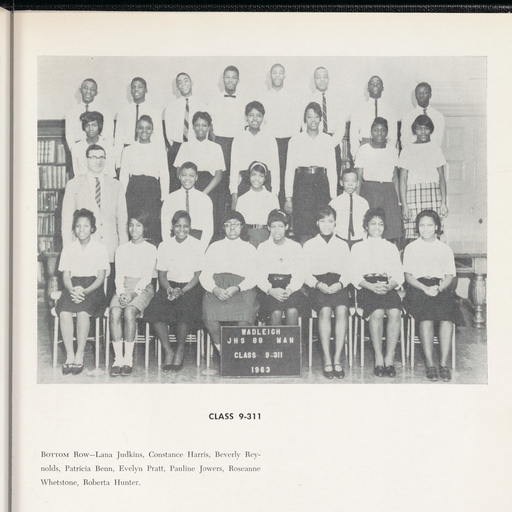 WADLEIGH
JHS 88 MAN
CLASS 9-311
1963
CLASS 9-311
BOTTOM ROW—Lana Judkins, Constance Harris, Beverly Rey-
nolds, Patricia Benn, Evelyn Pratt, Pauline Jowers, Roseanne
Whetstone, Roberta Hunter.